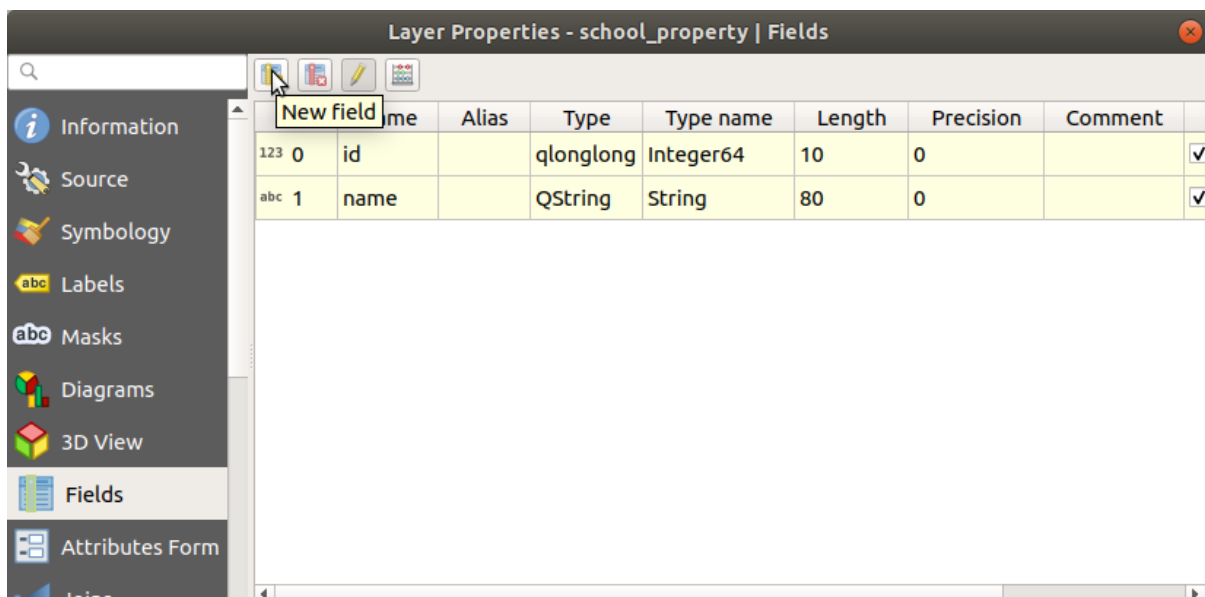 Layer Properties - school_property | Fields
New field
ame Alias Type Type name Length Precision Comment
123 0 id qlonglong Integer64 10 0
abc 1 name QString String 80 0
Information
Source
Symbology
abc Labels
abc Masks
Diagrams
3D View
Fields
Attributes Form
Joins